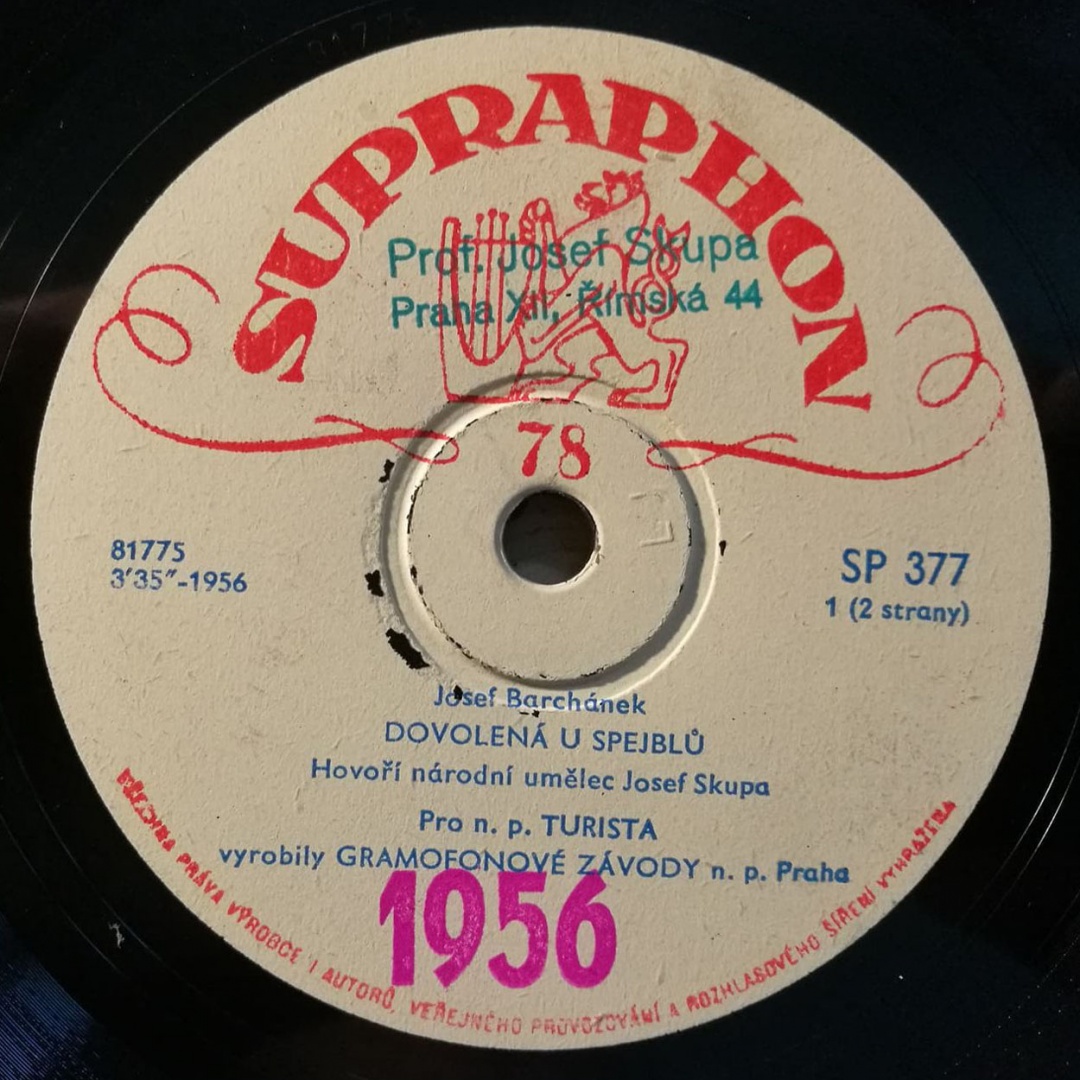 SUPRAPHON
Prof. Josef Skupa
Praha XII, Římská 44
78
81775
3'35"-1956
SP 377
1 (2 strany)
Josef Barchánek
DOVOLENÁ U SPEJBLŮ
Hovoří národní umělec Josef Skupa
Pro n. p. TURISTA
vyrobily GRAMOFONOVÉ ZÁVODY n. p. Praha
1956
VŠECHNA PRÁVA VÝROBCE I AUTORŮ, VEŘEJNÉHO PROVOZOVÁNÍ A ROZHLASOVÉHO ŠÍŘENÍ VYHRAŽENA